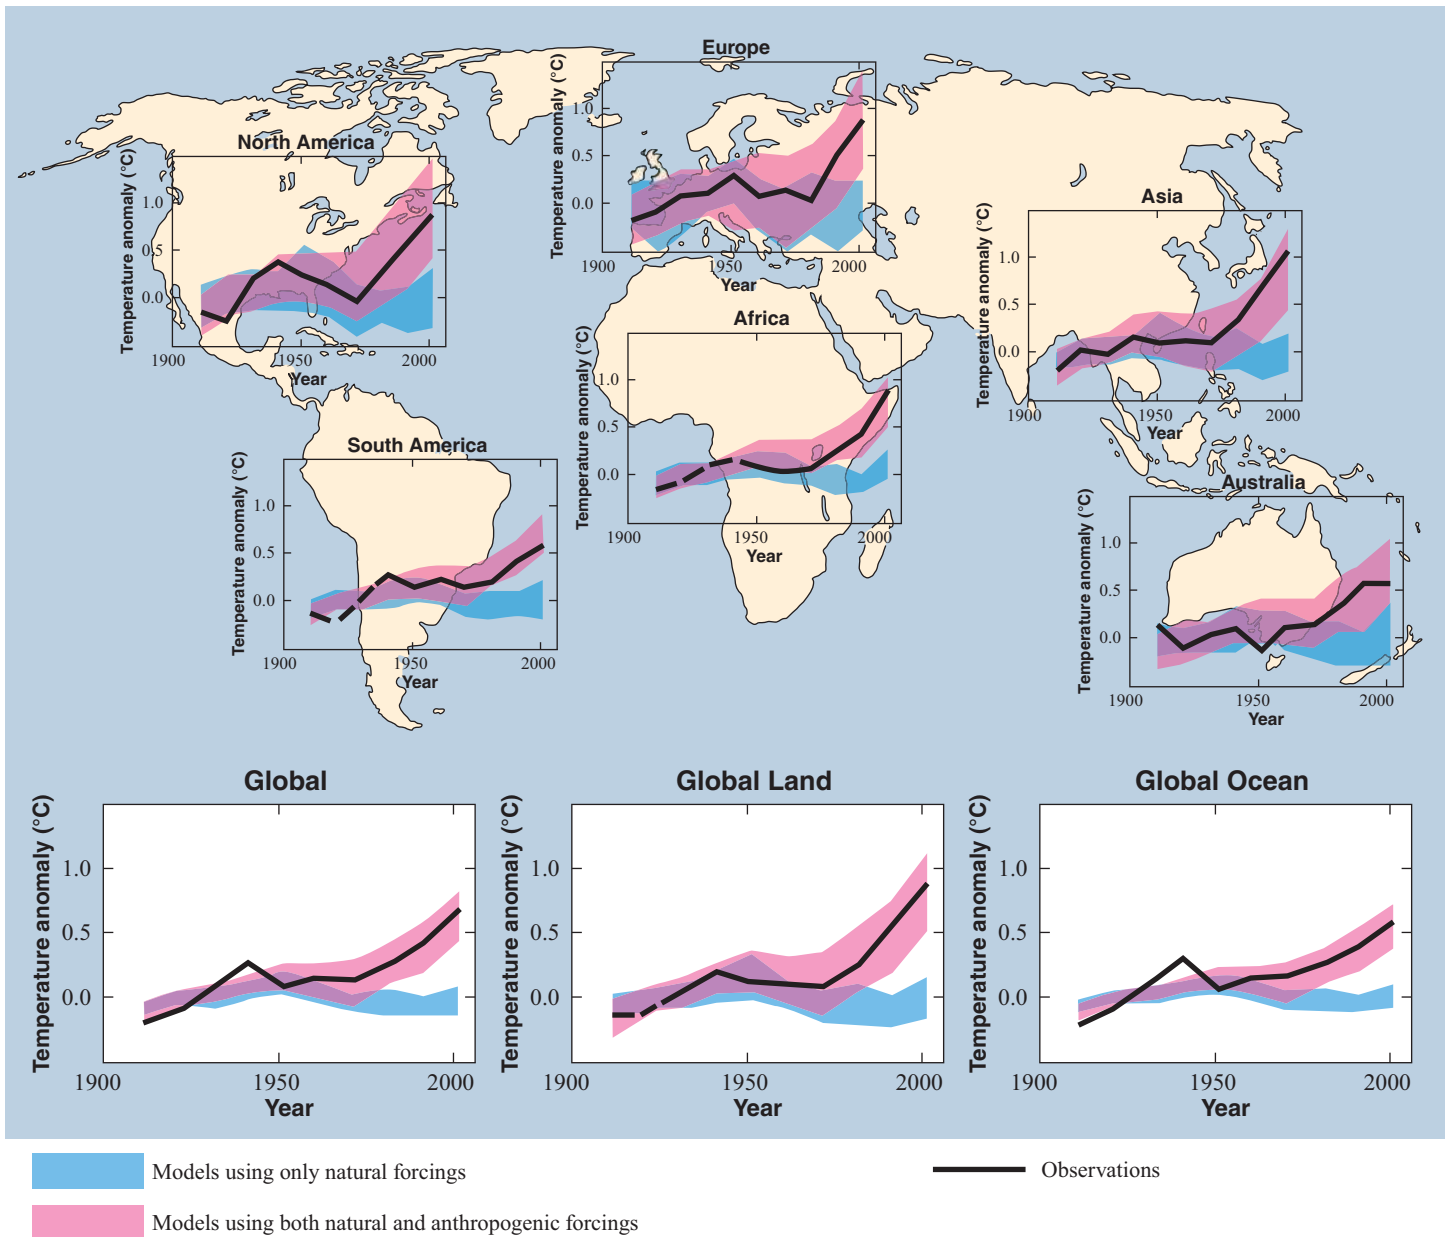 Europe
Temperature anomaly (°C)
1.0
0.5
0.0
1900
1950
2000
Year
North America
Temperature anomaly (°C)
1.0
0.5
0.0
1900
1950
2000
Year
Asia
Temperature anomaly (°C)
1.0
0.5
0.0
1900
1950
2000
Year
Africa
Temperature anomaly (°C)
1.0
0.5
0.0
1900
1950
2000
Year
South America
Temperature anomaly (°C)
1.0
0.5
0.0
1900
1950
2000
Year
Australia
Temperature anomaly (°C)
1.0
0.5
0.0
1900
1950
2000
Year
Global
Temperature anomaly (°C)
1.0
0.5
0.0
1900
1950
2000
Year
Global Land
Temperature anomaly (°C)
1.0
0.5
0.0
1900
1950
2000
Year
Global Ocean
Temperature anomaly (°C)
1.0
0.5
0.0
1900
1950
2000
Year
Models using only natural forcings
Observations
Models using both natural and anthropogenic forcings